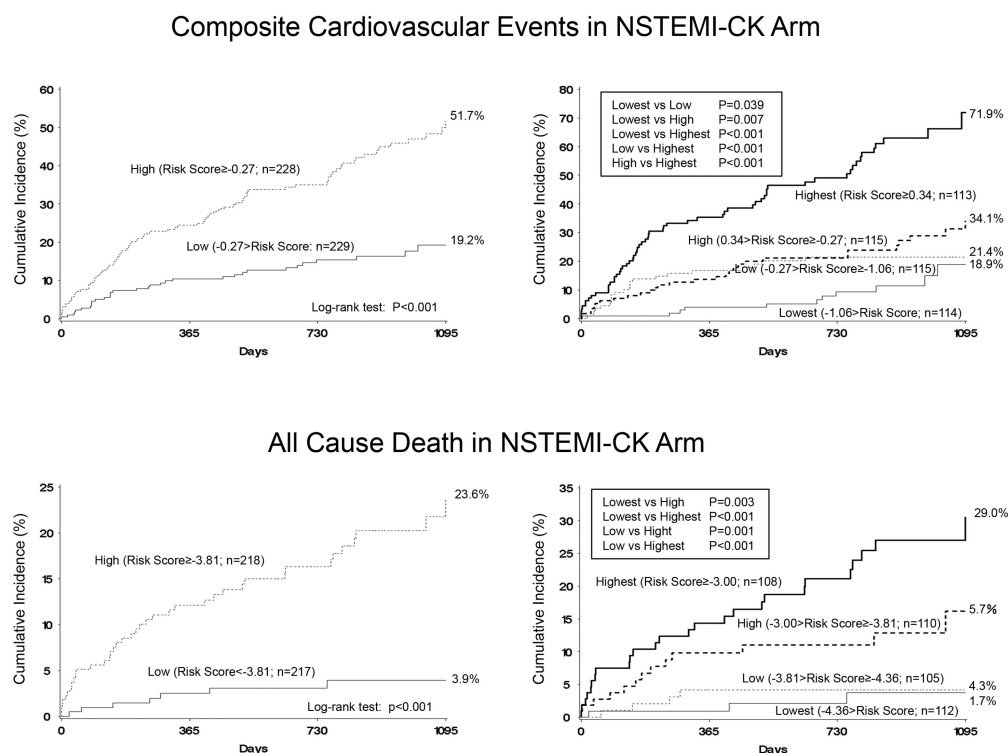 Composite Cardiovascular Events in NSTEMI-CK Arm
Cumulative Incidence (%)
60
50
40
30
20
10
0
51.7%
High (Risk Score≥-0.27; n=228)
Low (-0.27>Risk Score: n=229)
19.2%
Log-rank test: P<0.001
0
365
730
1095
Days
Cumulative Incidence (%)
80
70
60
50
40
30
20
10
0
Lowest vs Low P=0.039
Lowest vs High P=0.007
Lowest vs Highest P<0.001
Low vs Highest P<0.001
High vs Highest P<0.001
71.9%
Highest (Risk Score≥0.34; n=113)
34.1%
High (0.34>Risk Score≥-0.27; n=115)
21.4%
Low (-0.27>Risk Score≥-1.06; n=115)
18.9%
Lowest (-1.06>Risk Score; n=114)
0
365
730
1095
Days
All Cause Death in NSTEMI-CK Arm
Cumulative Incidence (%)
25
20
15
10
5
0
23.6%
High (Risk Score≥-3.81; n=218)
Low (Risk Score<-3.81; n=217)
3.9%
Log-rank test: p<0.001
0
365
730
1095
Days
Cumulative Incidence (%)
35
30
25
20
15
10
5
0
Lowest vs High P=0.003
Lowest vs Highest P<0.001
Low vs Hight P=0.001
Low vs Highest P<0.001
29.0%
Highest (Risk Score≥-3.00; n=108)
5.7%
High (-3.00>Risk Score≥-3.81; n=110)
Low (-3.81>Risk Score≥-4.36; n=105)
4.3%
1.7%
Lowest (-4.36>Risk Score; n=112)
0
365
730
1095
Days